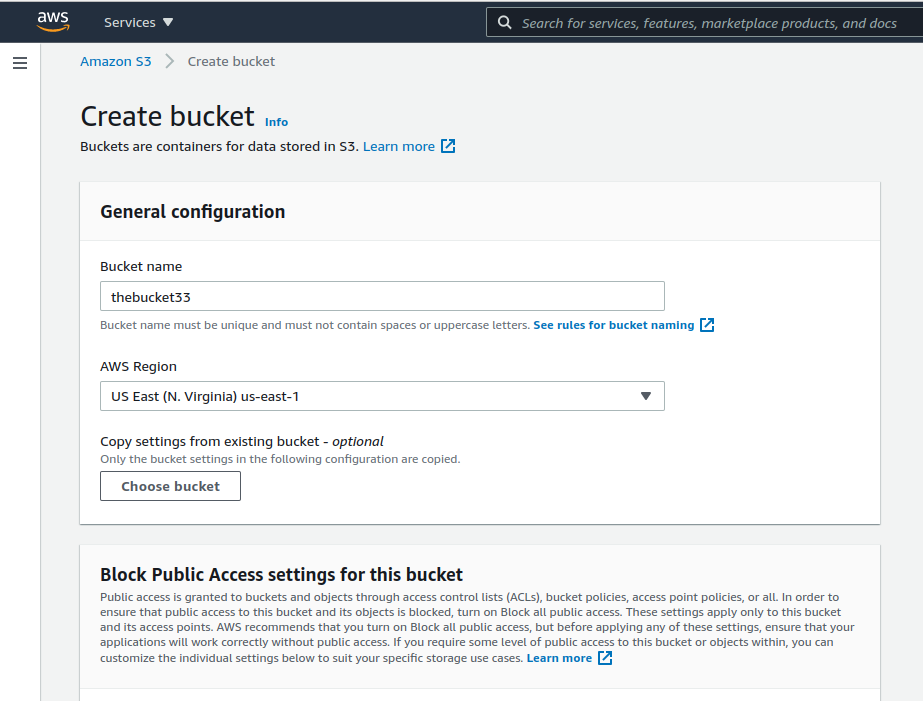 aws
Services
Search for services, features, marketplace products, and docs
Amazon S3 Create bucket
Create bucket Info
Buckets are containers for data stored in S3. Learn more
General configuration
Bucket name
thebucket33
Bucket name must be unique and must not contain spaces or uppercase letters. See rules for bucket naming
AWS Region
US East (N. Virginia) us-east-1
Copy settings from existing bucket - optional
Only the bucket settings in the following configuration are copied.
Choose bucket
Block Public Access settings for this bucket
Public access is granted to buckets and objects through access control lists (ACLs), bucket policies, access point policies, or all. In order to
ensure that public access to this bucket and its objects is blocked, turn on Block all public access. These settings apply only to this bucket
and its access points. AWS recommends that you turn on Block all public access, but before applying any of these settings, ensure that your
applications will work correctly without public access. If you require some level of public access to this bucket or objects within, you can
customize the individual settings below to suit your specific storage use cases. Learn more